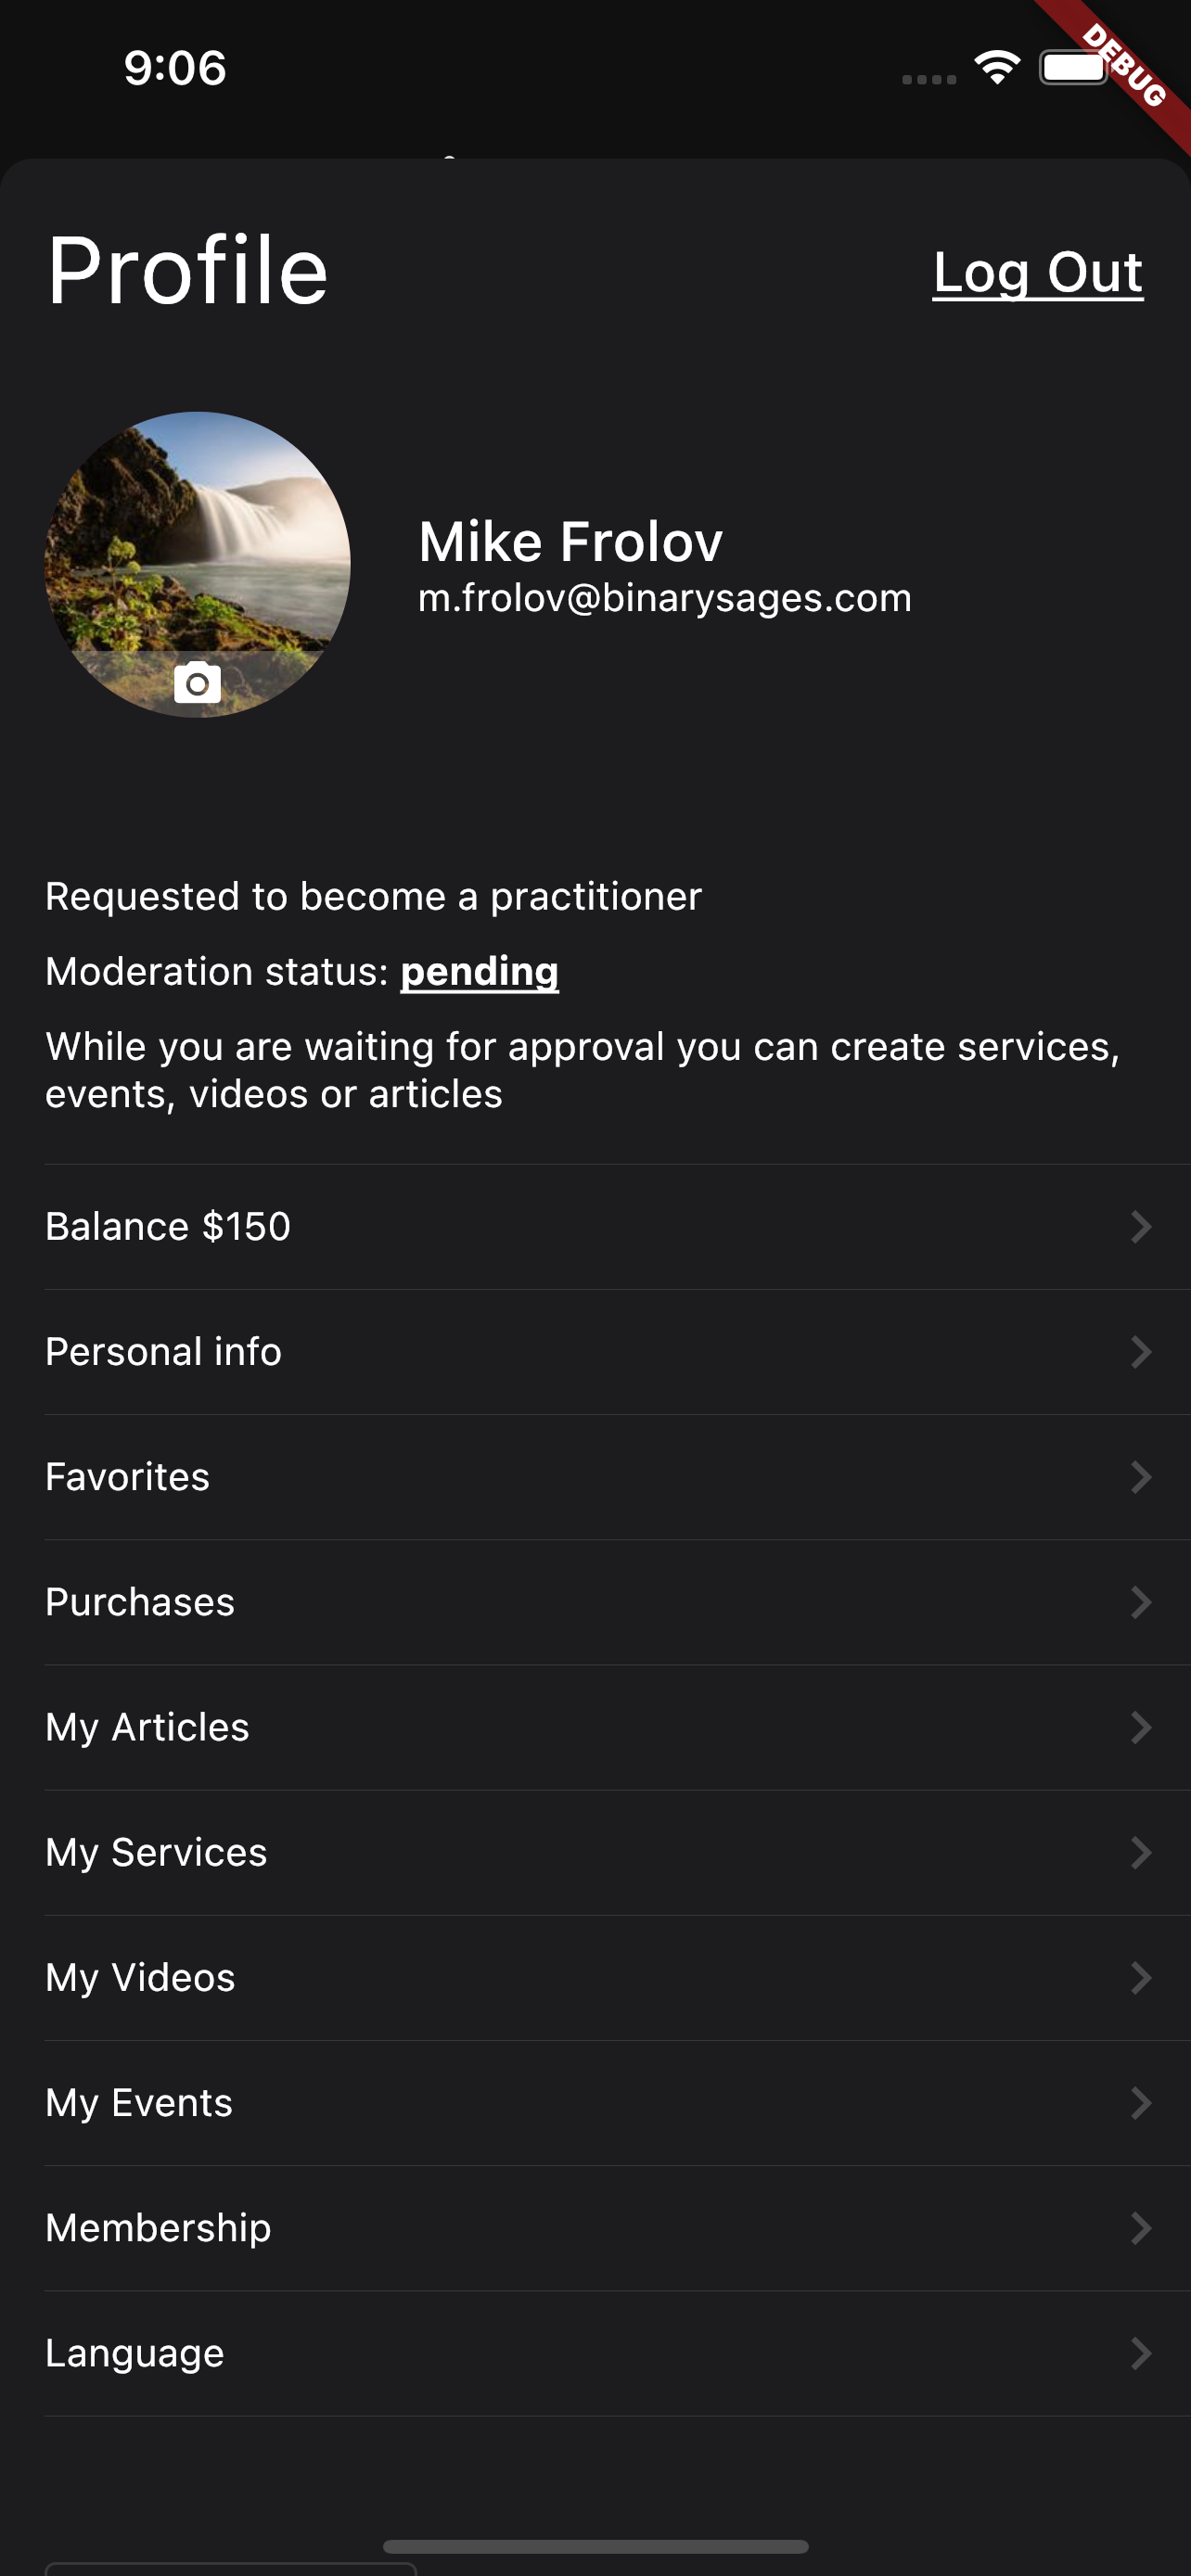 9:06
DEBUG
Profile
Log Out
Mike Frolov
m.frolov@binarysages.com
Requested to become a practitioner
Moderation status: pending
While you are waiting for approval you can create services,
events, videos or articles
Balance $150
Personal info
Favorites
Purchases
My Articles
My Services
My Videos
My Events
Membership
Language